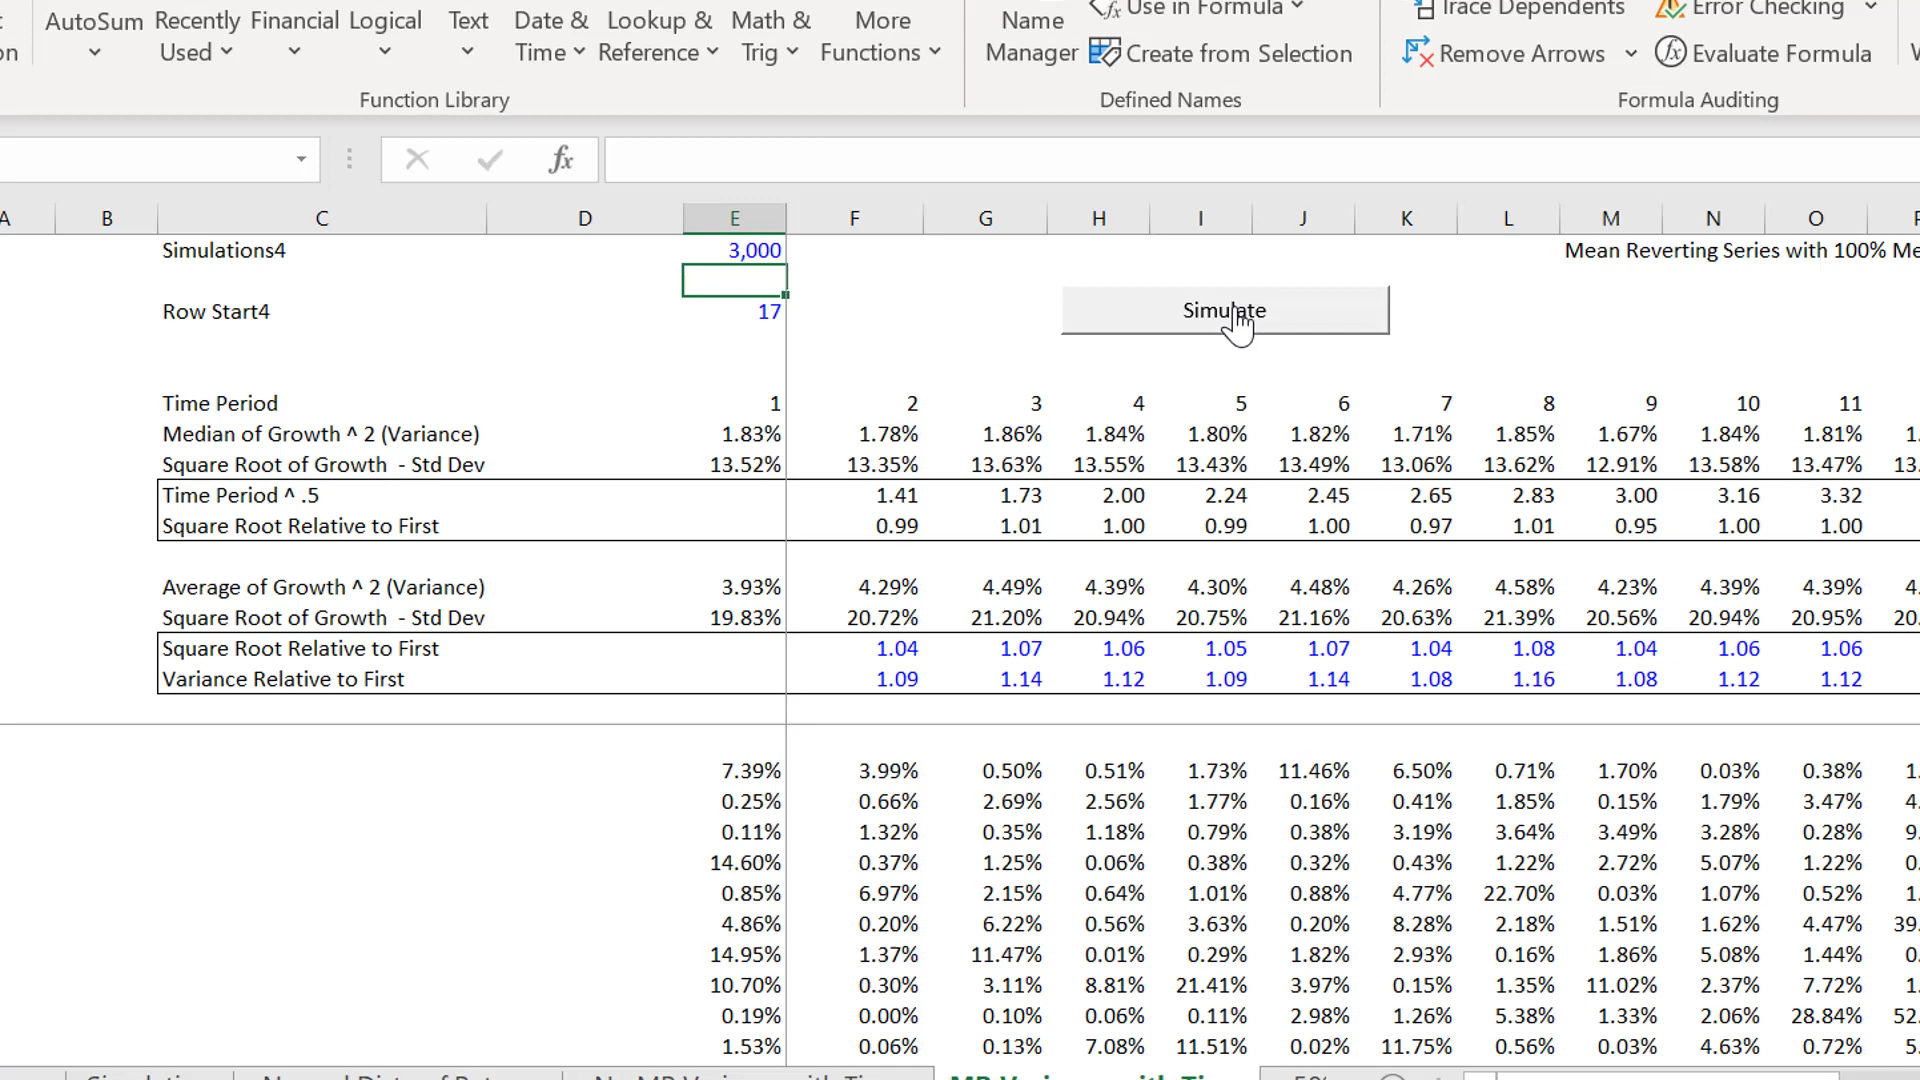 AutoSum Recently Used Financial Logical Text Date & Time Lookup & Reference Math & Trig More Functions
Name Manager Use in Formula Create from Selection
Trace Dependents Error Checking
Remove Arrows Evaluate Formula
Function Library Defined Names Formula Auditing
fx
A B C D E F G H I J K L M N O
Simulations4 3,000 Mean Reverting Series with 100% Me
Simulate
Row Start4 17
Time Period 1 2 3 4 5 6 7 8 9 10 11
Median of Growth ^ 2 (Variance) 1.83% 1.78% 1.86% 1.84% 1.80% 1.82% 1.71% 1.85% 1.67% 1.84% 1.81% 1.
Square Root of Growth - Std Dev 13.52% 13.35% 13.63% 13.55% 13.43% 13.49% 13.06% 13.62% 12.91% 13.58% 13.47% 13.
Time Period ^ .5 1.41 1.73 2.00 2.24 2.45 2.65 2.83 3.00 3.16 3.32
Square Root Relative to First 0.99 1.01 1.00 0.99 1.00 0.97 1.01 0.95 1.00 1.00
Average of Growth ^ 2 (Variance) 3.93% 4.29% 4.49% 4.39% 4.30% 4.48% 4.26% 4.58% 4.23% 4.39% 4.39% 4.
Square Root of Growth - Std Dev 19.83% 20.72% 21.20% 20.94% 20.75% 21.16% 20.63% 21.39% 20.56% 20.94% 20.95% 20.
Square Root Relative to First 1.04 1.07 1.06 1.05 1.07 1.04 1.08 1.04 1.06 1.06
Variance Relative to First 1.09 1.14 1.12 1.09 1.14 1.08 1.16 1.08 1.12 1.12
7.39% 3.99% 0.50% 0.51% 1.73% 11.46% 6.50% 0.71% 1.70% 0.03% 0.38% 1.
0.25% 0.66% 2.69% 2.56% 1.77% 0.16% 0.41% 1.85% 0.15% 1.79% 3.47% 4.
0.11% 1.32% 0.35% 1.18% 0.79% 0.38% 3.19% 3.64% 3.49% 3.28% 0.28% 9.
14.60% 0.37% 1.25% 0.06% 0.38% 0.32% 0.43% 1.22% 2.72% 5.07% 1.22% 0.
0.85% 6.97% 2.15% 0.64% 1.01% 0.88% 4.77% 22.70% 0.03% 1.07% 0.52% 1.
4.86% 0.20% 6.22% 0.56% 3.63% 0.20% 8.28% 2.18% 1.51% 1.62% 4.47% 39.
14.95% 1.37% 11.47% 0.01% 0.29% 1.82% 2.93% 0.16% 1.86% 5.08% 1.44% 0.
10.70% 0.30% 3.11% 8.81% 21.41% 3.97% 0.15% 1.35% 11.02% 2.37% 7.72% 1.
0.19% 0.00% 0.10% 0.06% 0.11% 2.98% 1.26% 5.38% 1.33% 2.06% 28.84% 52.
1.53% 0.06% 0.13% 7.08% 11.51% 0.02% 11.75% 0.56% 0.03% 4.63% 0.72% 5.